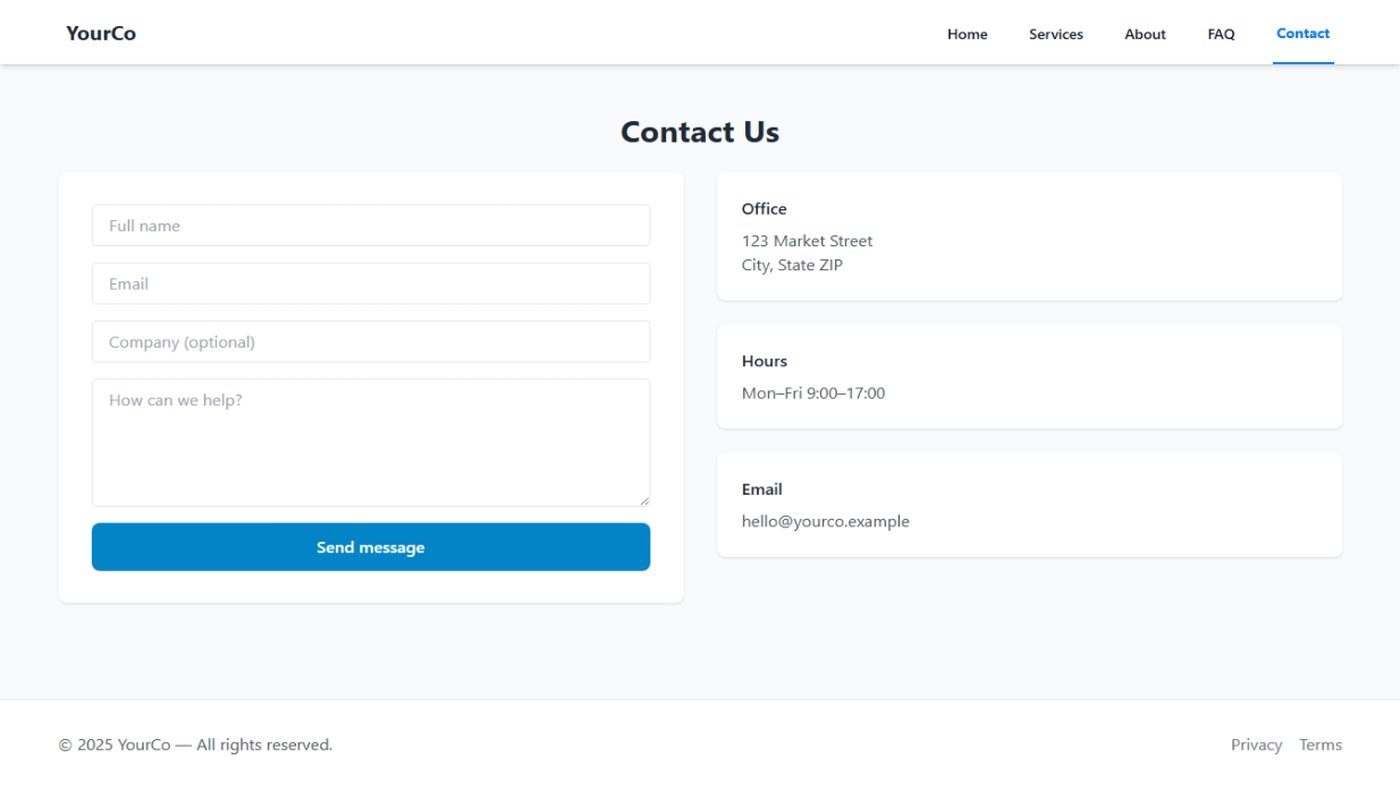 YourCo
Home
Services
About
FAQ
Contact
Contact Us
Full name
Email
Company (optional)
How can we help?
Send message
Office
123 Market Street
City, State ZIP
Hours
Mon–Fri 9:00–17:00
Email
hello@yourco.example
© 2025 YourCo — All rights reserved.
Privacy
Terms